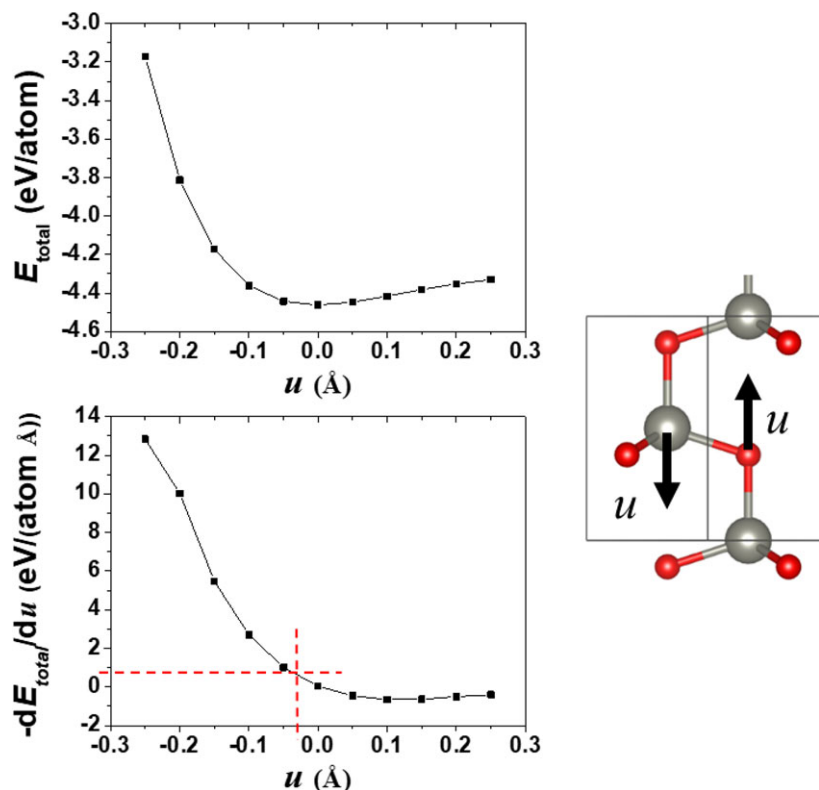 -3.0
-3.2
-3.4
-3.6
-3.8
-4.0
-4.2
-4.4
-4.6
E_total (eV/atom)
-0.3 -0.2 -0.1 0.0 0.1 0.2 0.3
u (Å)
14
12
10
8
6
4
2
0
-2
-dE_total/du (eV/(atom Å))
-0.3 -0.2 -0.1 0.0 0.1 0.2 0.3
u (Å)
u
u